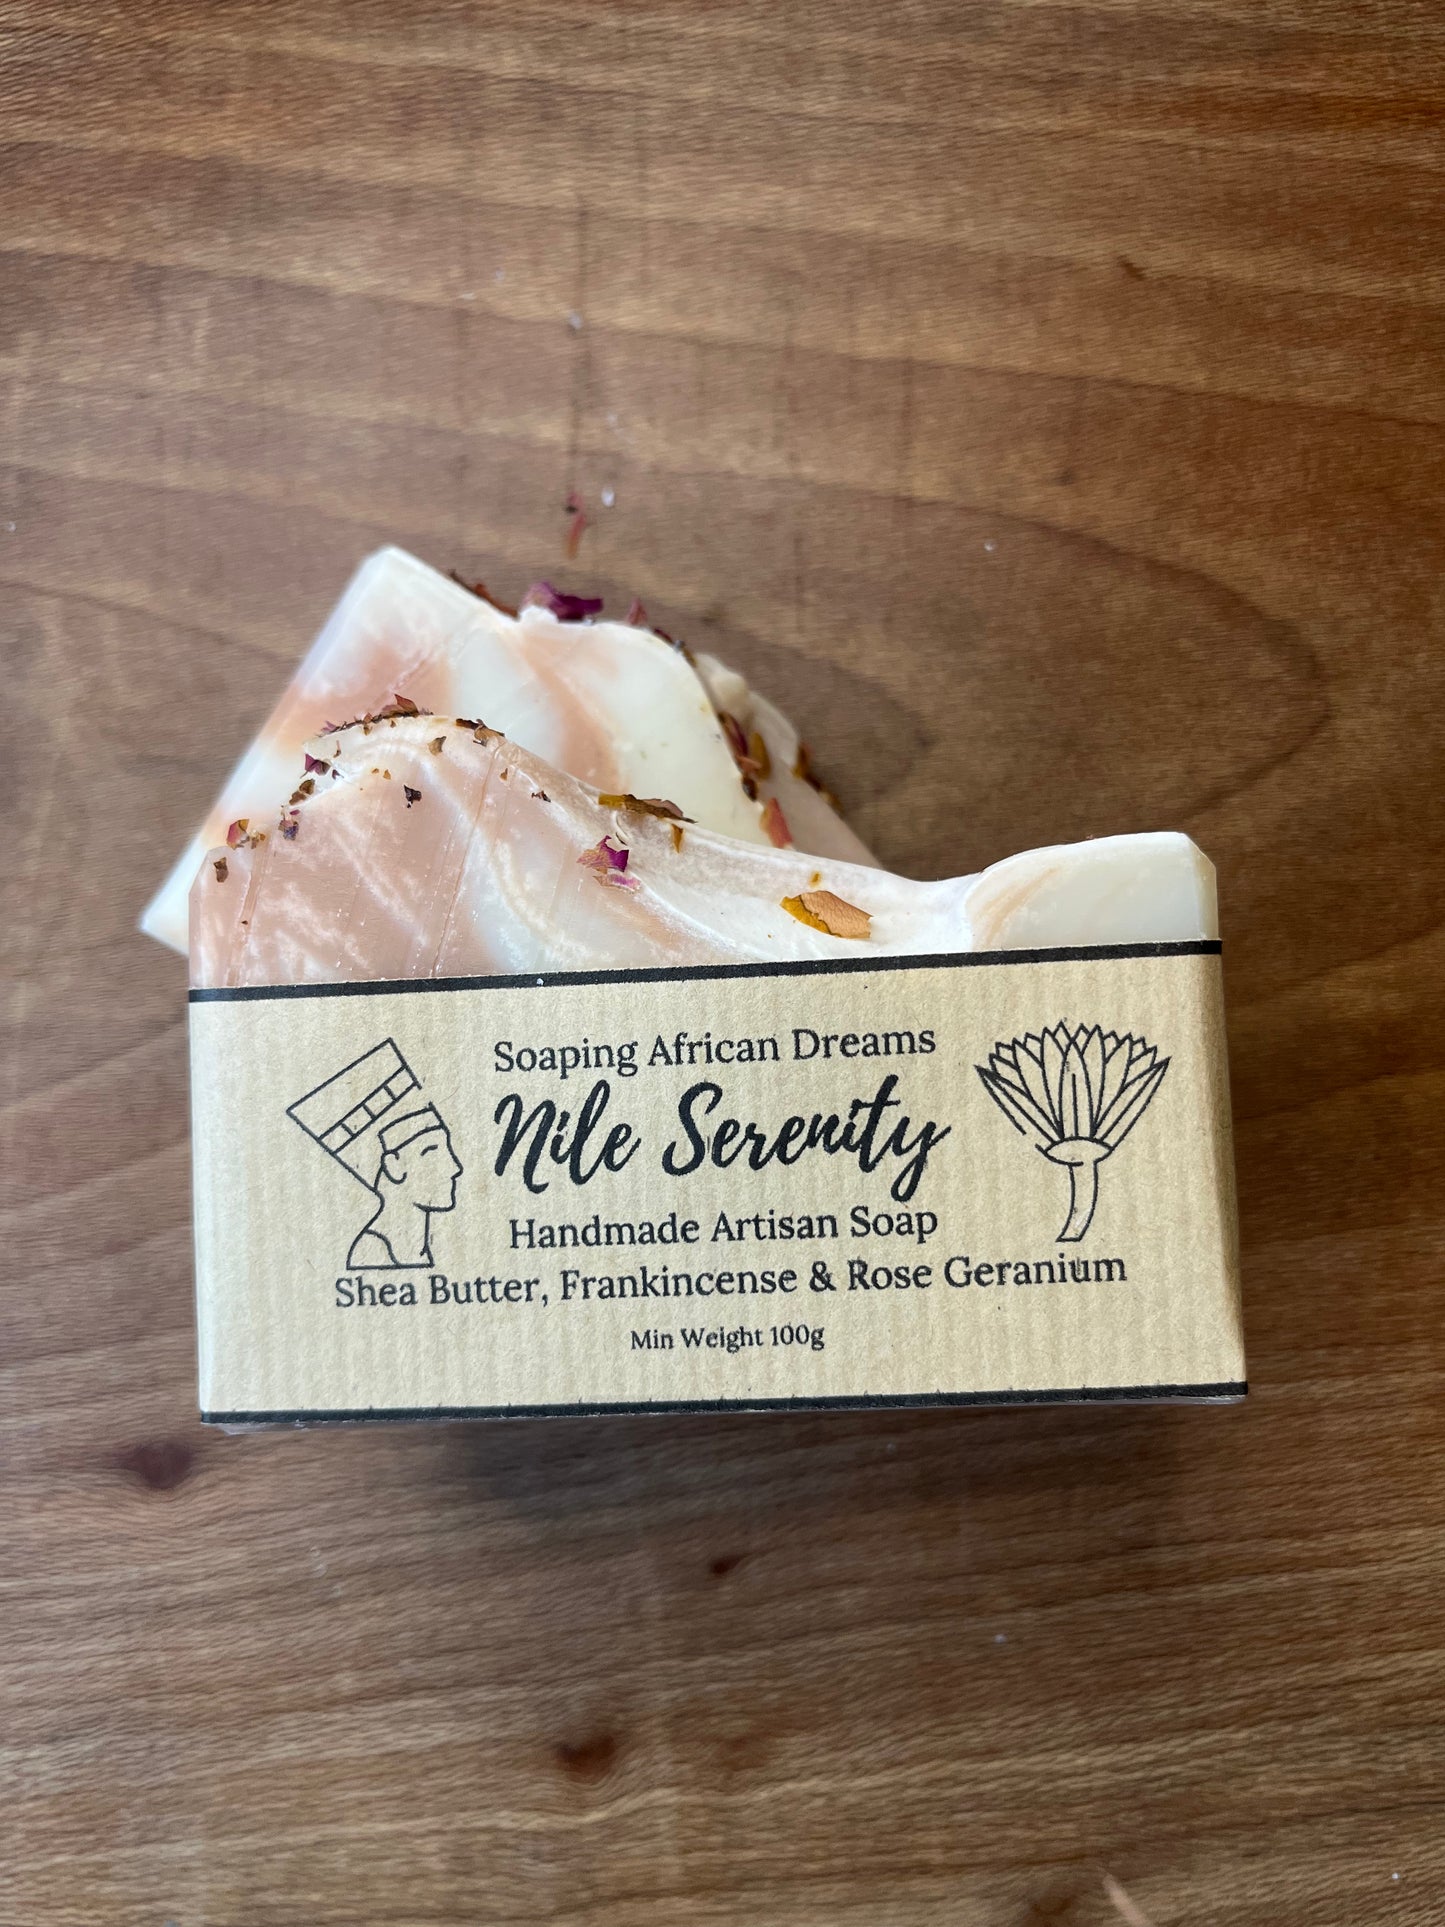 Soaping African Dreams
Nile Serenity
Handmade Artisan Soap
Shea Butter, Frankincense & Rose Geranium
Min Weight 100g